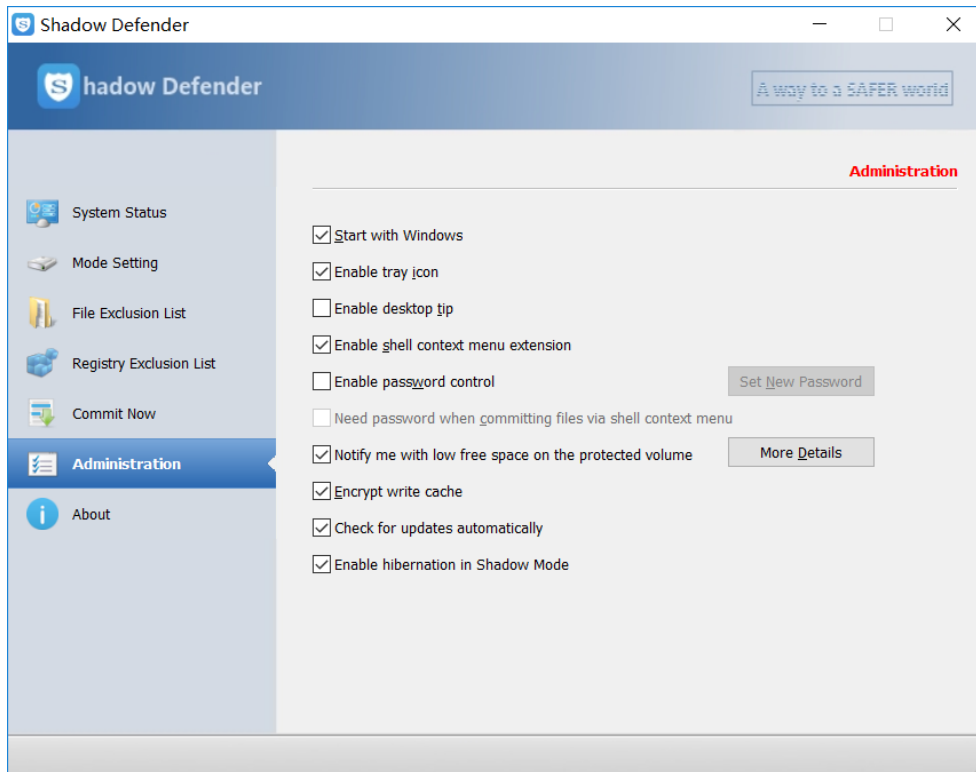 Shadow Defender
S hadow Defender
A way to a SAFER world
Administration
System Status
Mode Setting
File Exclusion List
Registry Exclusion List
Commit Now
Administration
About
Start with Windows
Enable tray icon
Enable desktop tip
Enable shell context menu extension
Enable password control
Set New Password
Need password when committing files via shell context menu
Notify me with low free space on the protected volume
More Details
Encrypt write cache
Check for updates automatically
Enable hibernation in Shadow Mode